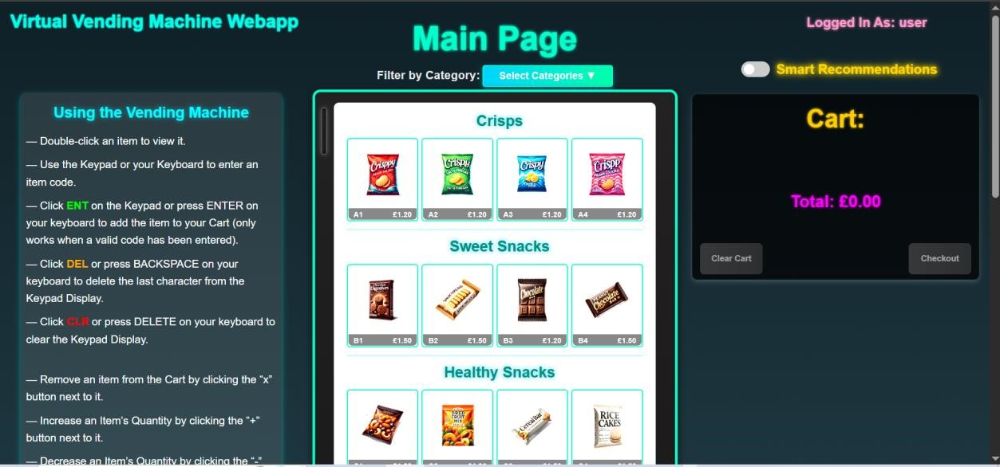 Virtual Vending Machine Webapp
Main Page
Logged In As: user
Filter by Category: Select Categories ▼
Smart Recommendations
Using the Vending Machine
— Double-click an item to view it.
— Use the Keypad or your Keyboard to enter an
item code.
— Click ENT on the Keypad or press ENTER on
your keyboard to add the item to your Cart (only
works when a valid code has been entered).
— Click DEL or press BACKSPACE on your
keyboard to delete the last character from the
Keypad Display.
— Click CLR or press DELETE on your keyboard to
clear the Keypad Display.
— Remove an item from the Cart by clicking the “x”
button next to it.
— Increase an Item’s Quantity by clicking the “+”
button next to it.
— Decrease an Item’s Quantity by clicking the “-”
Crisps
Crispy
Crispy
Crispy
Crispp
A1 £1.20
A2 £1.20
A3 £1.20
A4 £1.20
Sweet Snacks
Digestives
Chocolate
BAR
Chocolate
BAR
B1 £1.50
B2 £1.50
B3 £1.20
B4 £1.50
Healthy Snacks
DRIED
FRUIT
MIX
Cereal Bar
RICE
CAKES
Cart:
Total: £0.00
Clear Cart
Checkout